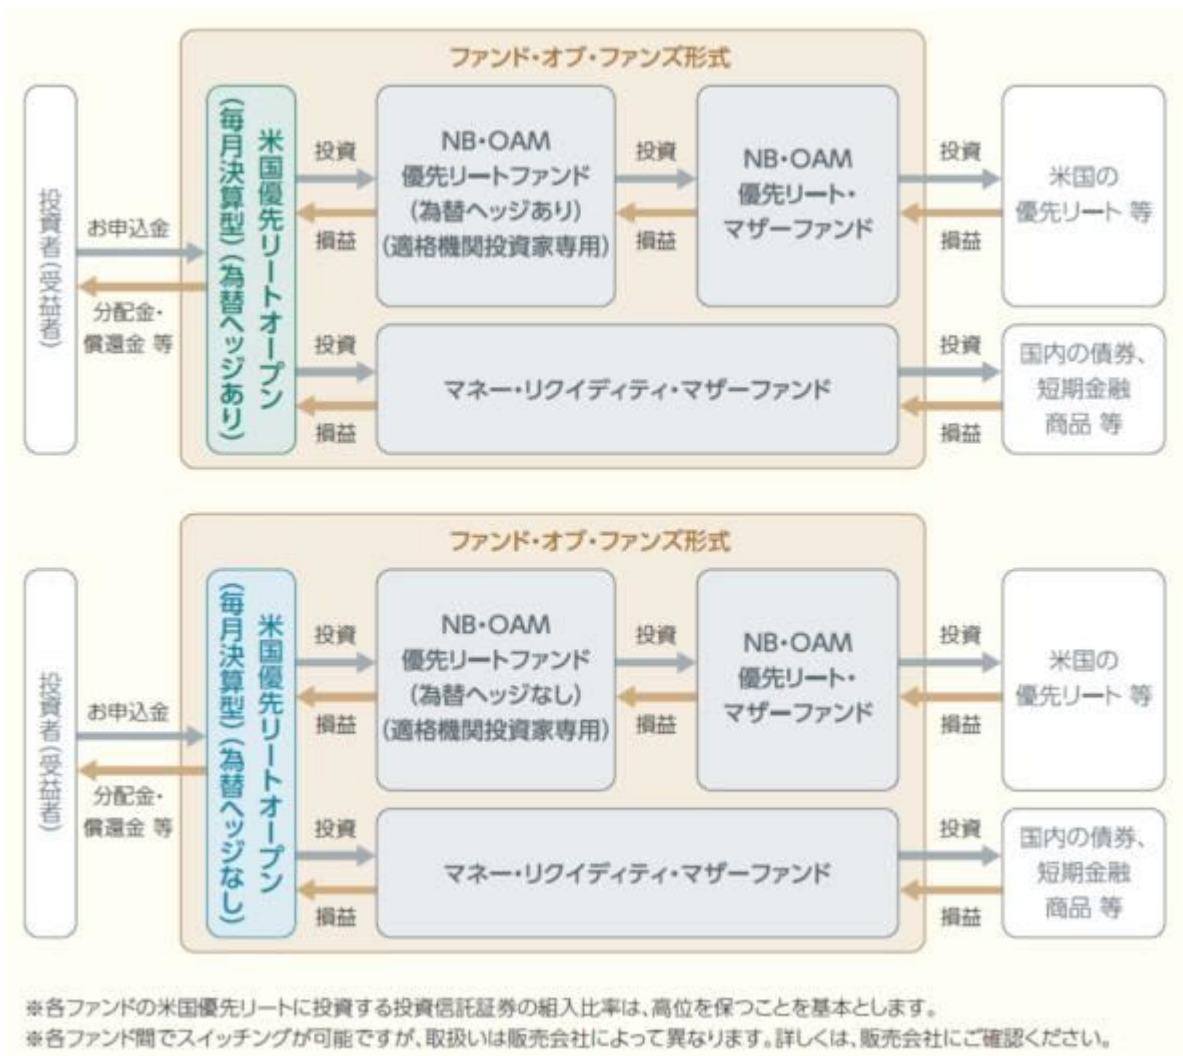 ファンド・オブ・ファンズ形式
投資者(受益者)
お申込金
分配金・
償還金 等
米国優先リートオープン
(毎月決算型)(為替ヘッジあり)
投資
損益
NB・OAM
優先リートファンド
(為替ヘッジあり)
(適格機関投資家専用)
投資
損益
NB・OAM
優先リート・
マザーファンド
投資
損益
米国の
優先リート 等
投資
損益
マネー・リクイディティ・マザーファンド
投資
損益
国内の債券、
短期金融
商品 等
ファンド・オブ・ファンズ形式
投資者(受益者)
お申込金
分配金・
償還金 等
米国優先リートオープン
(毎月決算型)(為替ヘッジなし)
投資
損益
NB・OAM
優先リートファンド
(為替ヘッジなし)
(適格機関投資家専用)
投資
損益
NB・OAM
優先リート・
マザーファンド
投資
損益
米国の
優先リート 等
投資
損益
マネー・リクイディティ・マザーファンド
投資
損益
国内の債券、
短期金融
商品 等
※各ファンドの米国優先リートに投資する投資信託証券の組入比率は、高位を保つことを基本とします。
※各ファンド間でスイッチングが可能ですが、取扱いは販売会社によって異なります。詳しくは、販売会社にご確認ください。